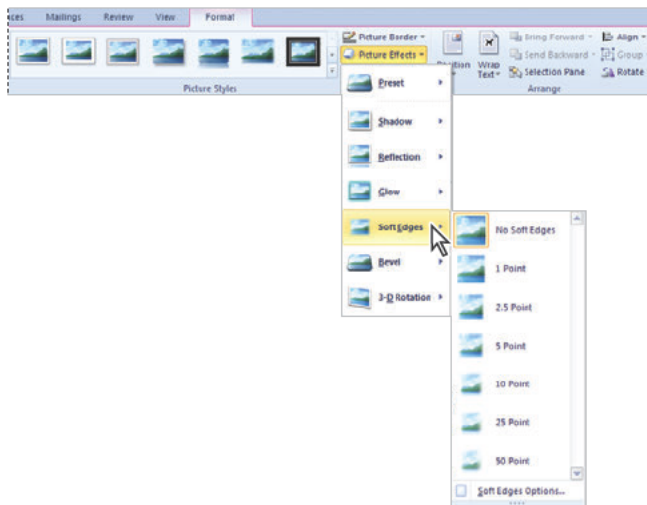 ces Mailings Review View Format
Picture Border
Picture Effects
Position
Wrap Text
Bring Forward
Send Backward
Selection Pane
Align
Group
Rotate
Picture Styles
Arrange
Preset
Shadow
Reflection
Glow
Soft Edges
Bevel
3-D Rotation
No Soft Edges
1 Point
2.5 Point
5 Point
10 Point
25 Point
50 Point
Soft Edges Options...